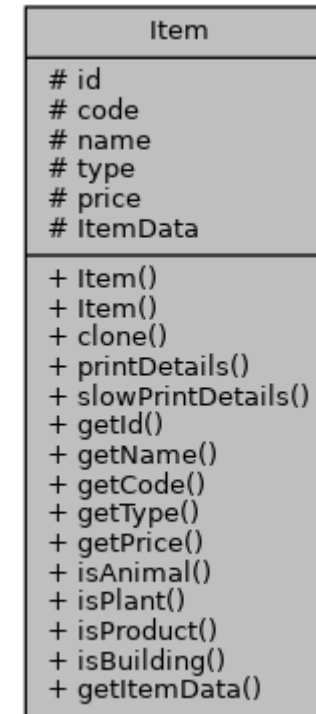 Item
# id
# code
# name
# type
# price
# ItemData
+ Item()
+ Item()
+ clone()
+ printDetails()
+ slowPrintDetails()
+ getId()
+ getName()
+ getCode()
+ getType()
+ getPrice()
+ isAnimal()
+ isPlant()
+ isProduct()
+ isBuilding()
+ getItemData()